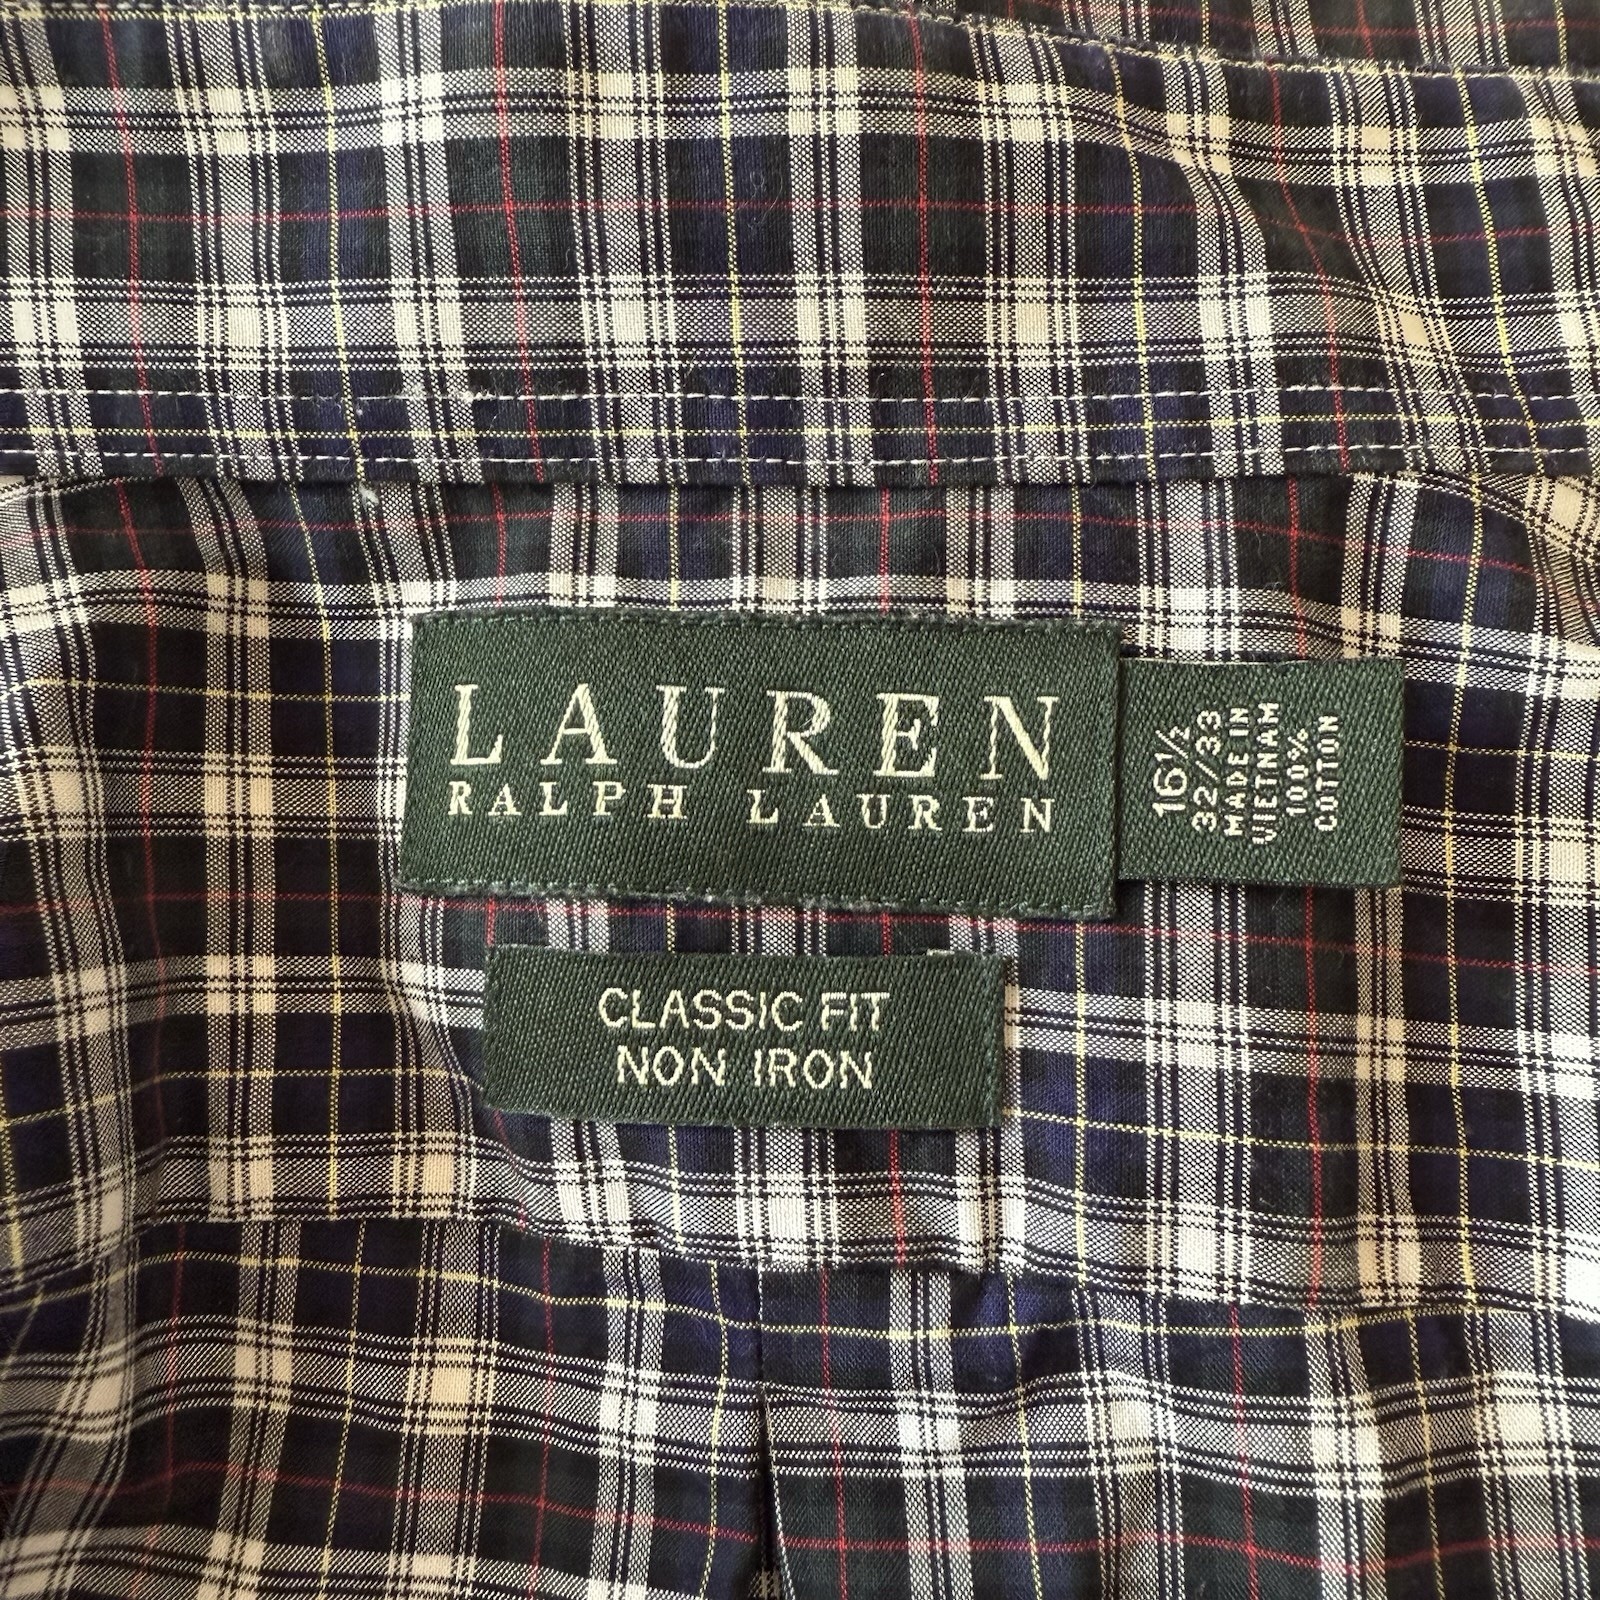 LAUREN
RALPH LAUREN
16½
32/33
MADE IN
VIETNAM
100%
COTTON
CLASSIC FIT
NON IRON